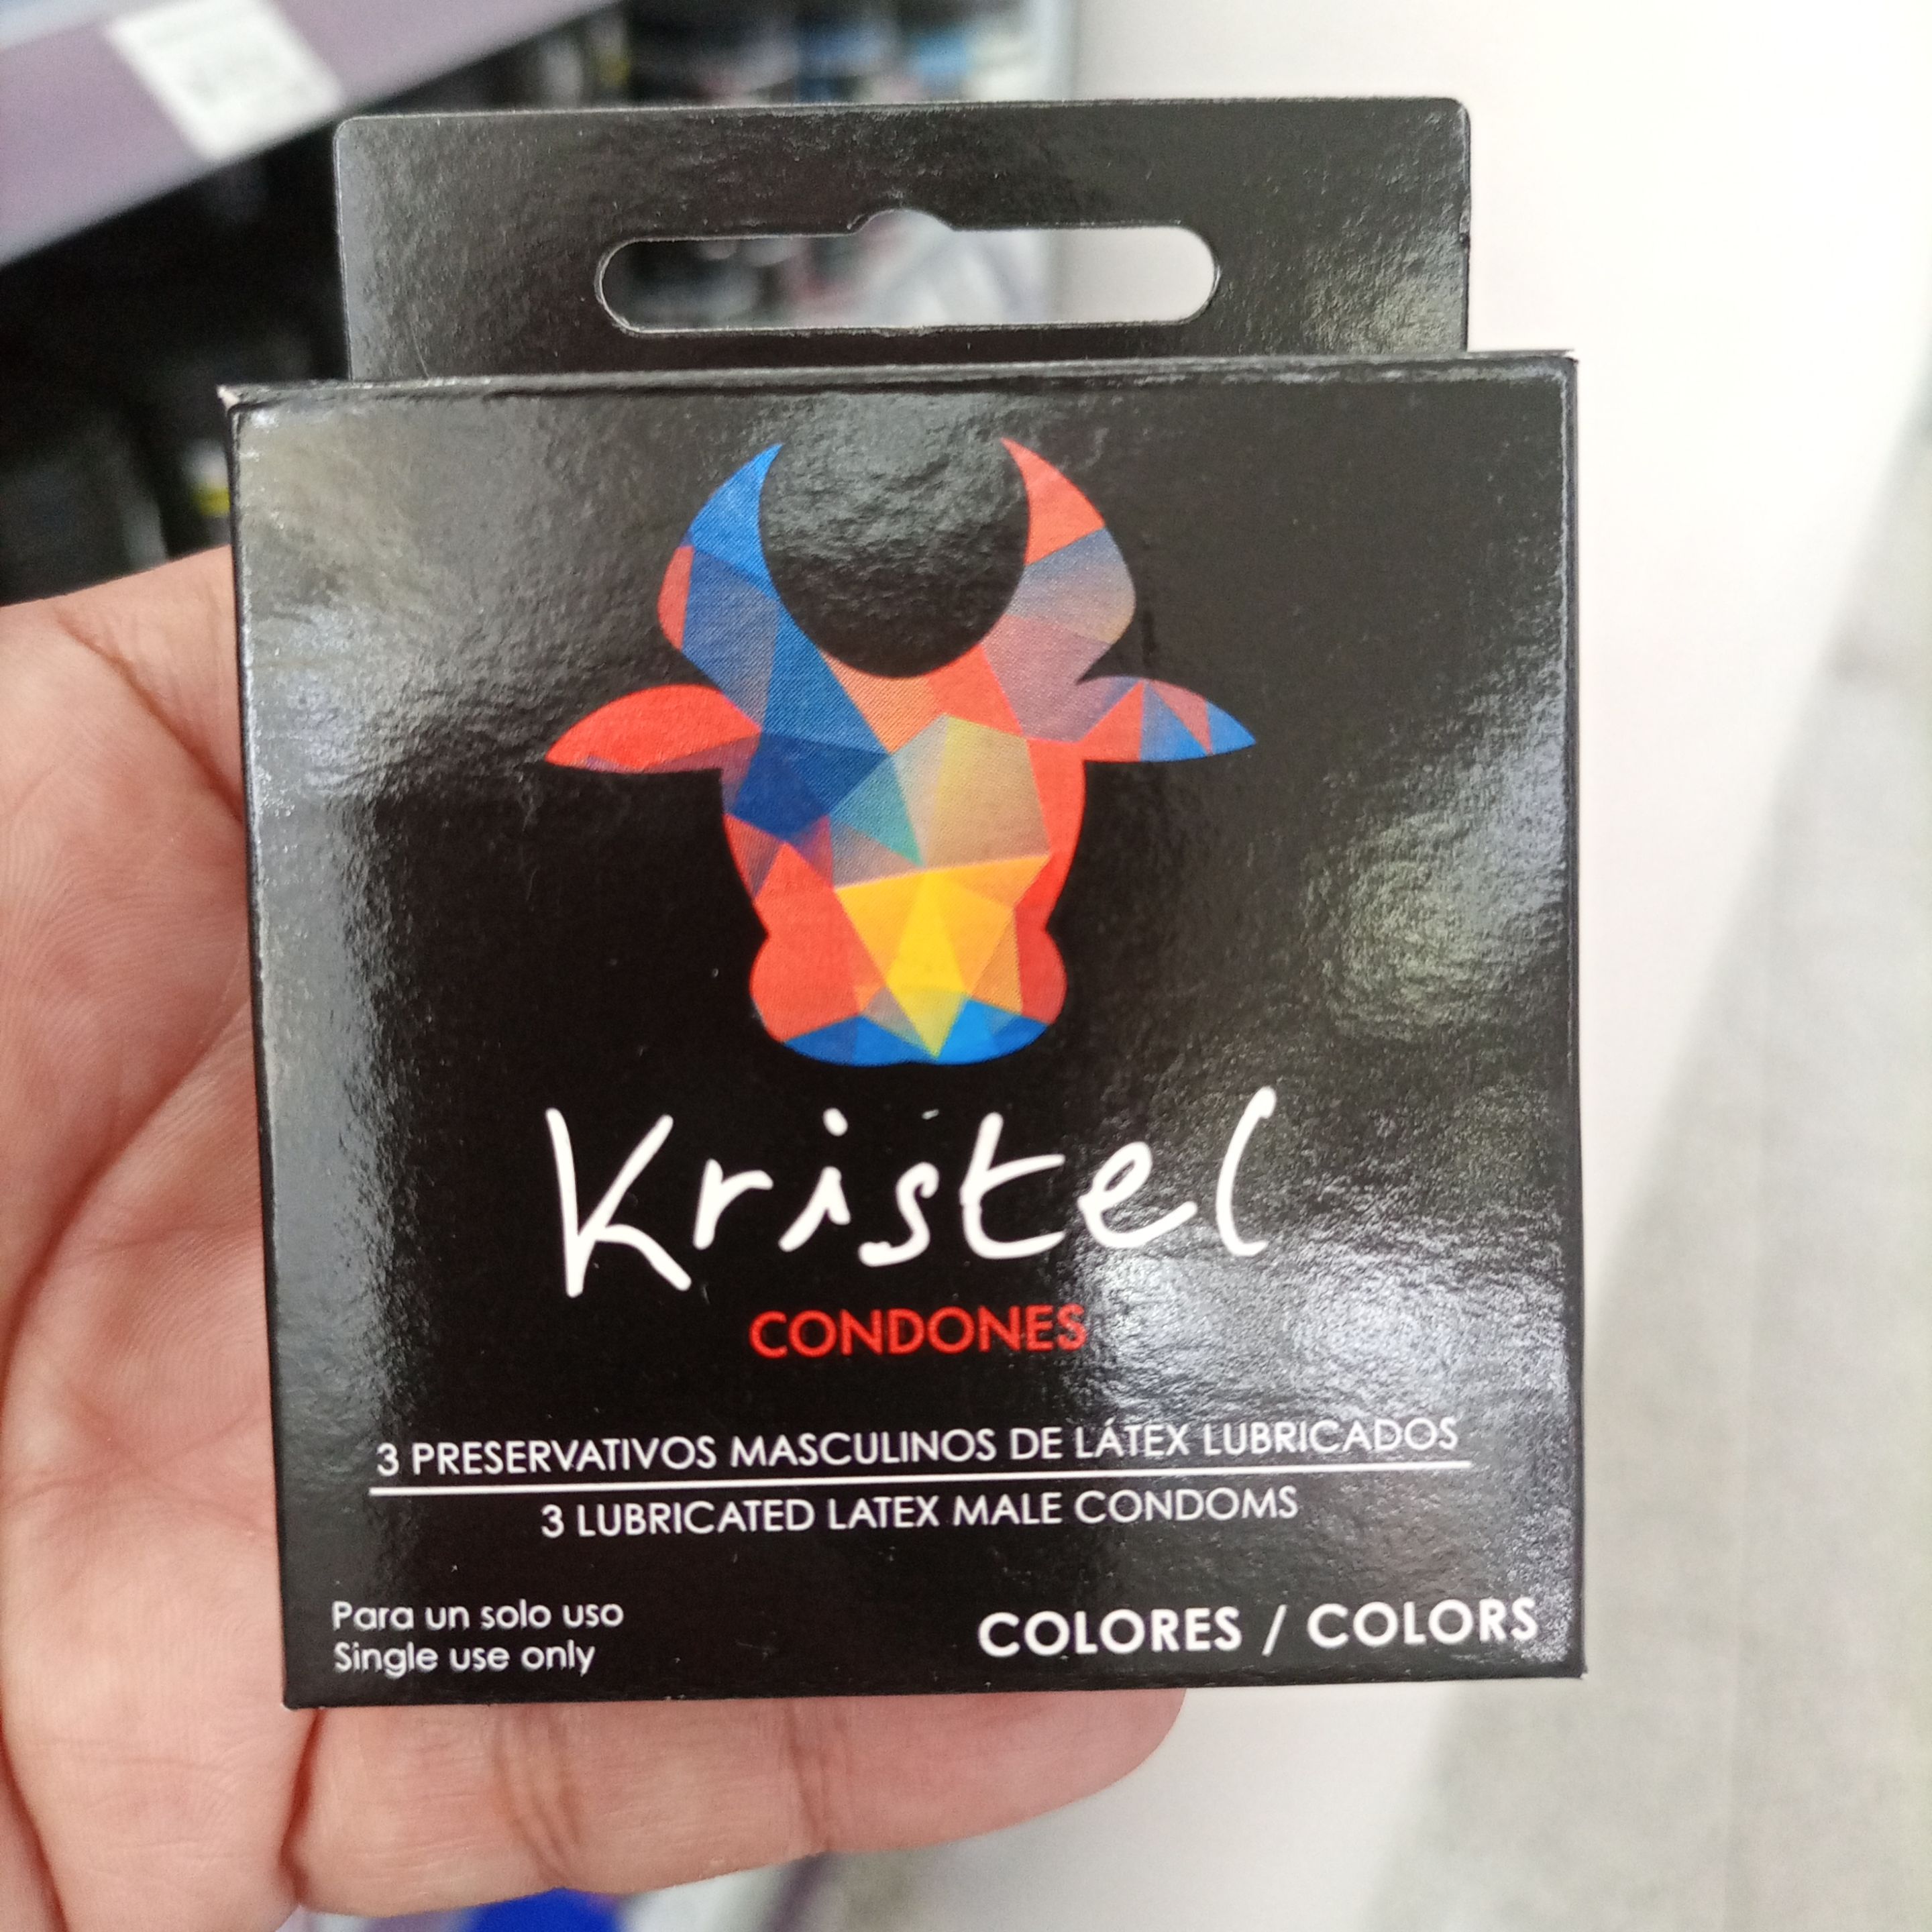 Kristel
CONDONES
3 PRESERVATIVOS MASCULINOS DE LÁTEX LUBRICADOS
3 LUBRICATED LATEX MALE CONDOMS
Para un solo uso
Single use only
COLORES / COLORS